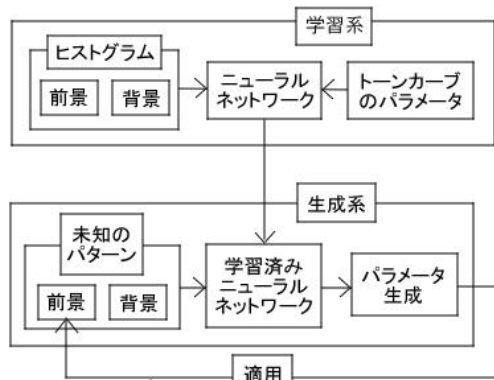 学習系
ヒストグラム
前景
背景
ニューラル
ネットワーク
トーンカーブ
のパラメータ
生成系
未知の
パターン
前景
背景
学習済み
ニューラル
ネットワーク
パラメータ
生成
適用